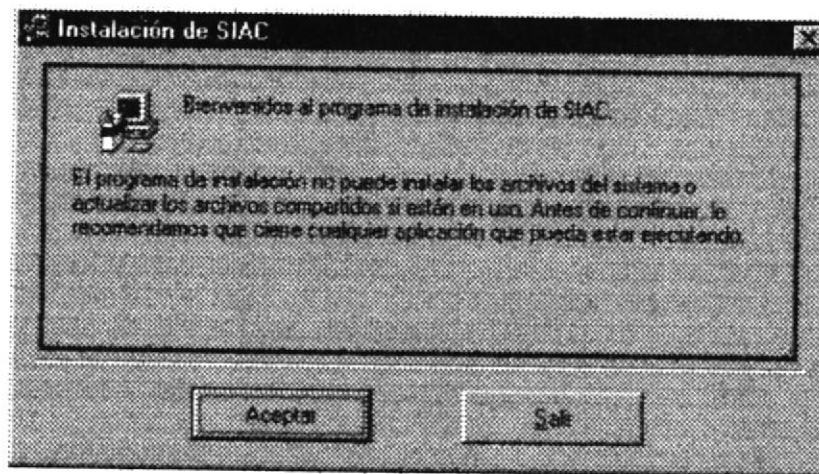 Instalación de SIAC
Bienvenidos al programa de instalación de SIAC.
El programa de instalación no puede instalar los archivos del sistema o
actualizar los archivos compartidos si están en uso. Antes de continuar, le
recomendamos que cierre cualquier aplicación que pueda estar ejecutando.
Aceptar
Salir